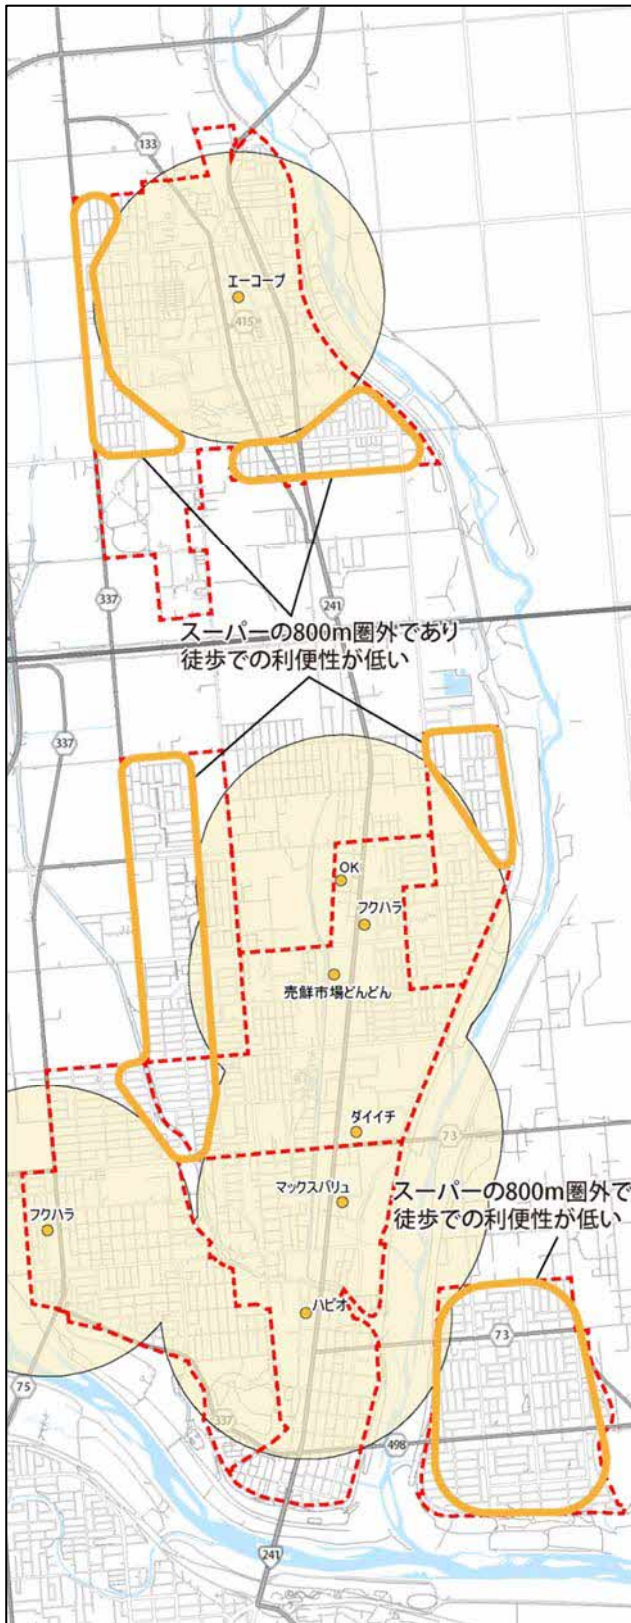 133
エーコープ
415
337
241
スーパーの800m圏外であり
徒歩での利便性が低い
337
OK
フクハラ
売鮮市場どんどん
ダイイチ
73
マックスバリュ
スーパーの800m圏外で
徒歩での利便性が低い
フクハラ
ハピオ
73
75
337
498
241